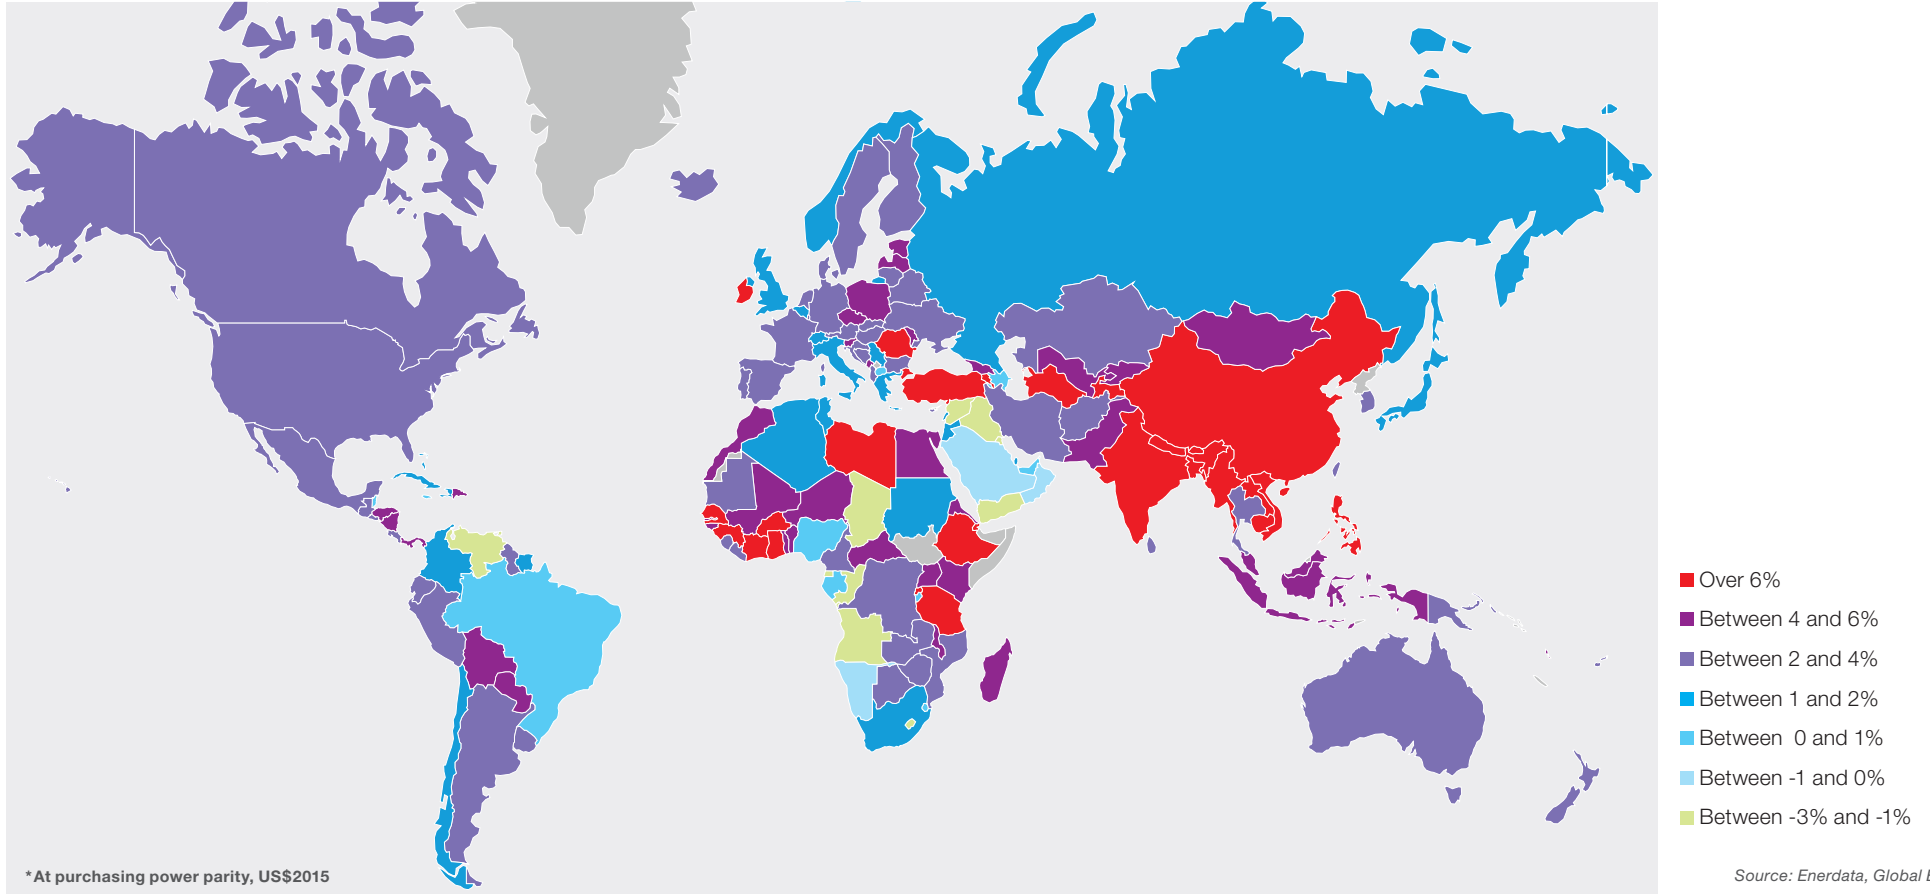 Over 6%
Between 4 and 6%
Between 2 and 4%
Between 1 and 2%
Between  0 and 1%
Between -1 and 0%
Between -3% and -1%
*At purchasing power parity, US$2015
Source: Enerdata, Global